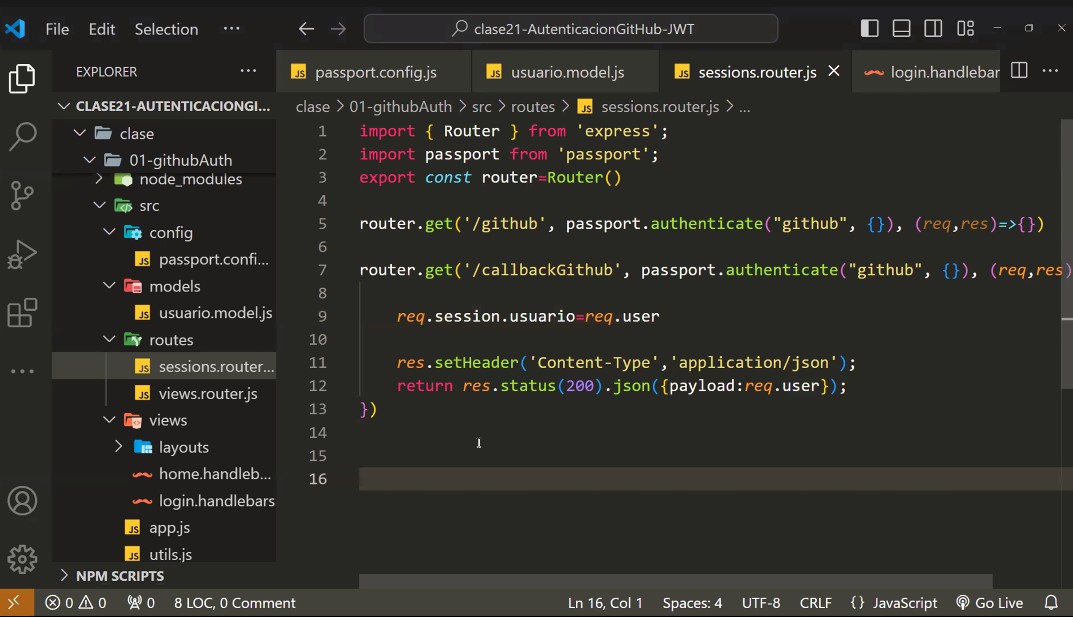 File Edit Selection ··· clase21-AutenticacionGitHub-JWT
EXPLORER ···
CLASE21-AUTENTICACIONGI...
clase
01-githubAuth
node_modules
src
config
passport.confi...
models
usuario.model.js
routes
sessions.router...
views.router.js
views
layouts
home.handleb...
login.handlebars
app.js
utils.js
NPM SCRIPTS
JS passport.config.js JS usuario.model.js JS sessions.router.js login.handlebar ···
clase > 01-githubAuth > src > routes > JS sessions.router.js > ...
1 import { Router } from 'express';
2 import passport from 'passport';
3 export const router=Router()
4
5 router.get('/github', passport.authenticate("github", {}), (req,res)=>{})
6
7 router.get('/callbackGithub', passport.authenticate("github", {}), (req,res)
8
9 req.session.usuario=req.user
10
11 res.setHeader('Content-Type','application/json');
12 return res.status(200).json({payload:req.user});
13 })
14
15
16
0 0 0 8 LOC, 0 Comment Ln 16, Col 1 Spaces: 4 UTF-8 CRLF {} JavaScript Go Live